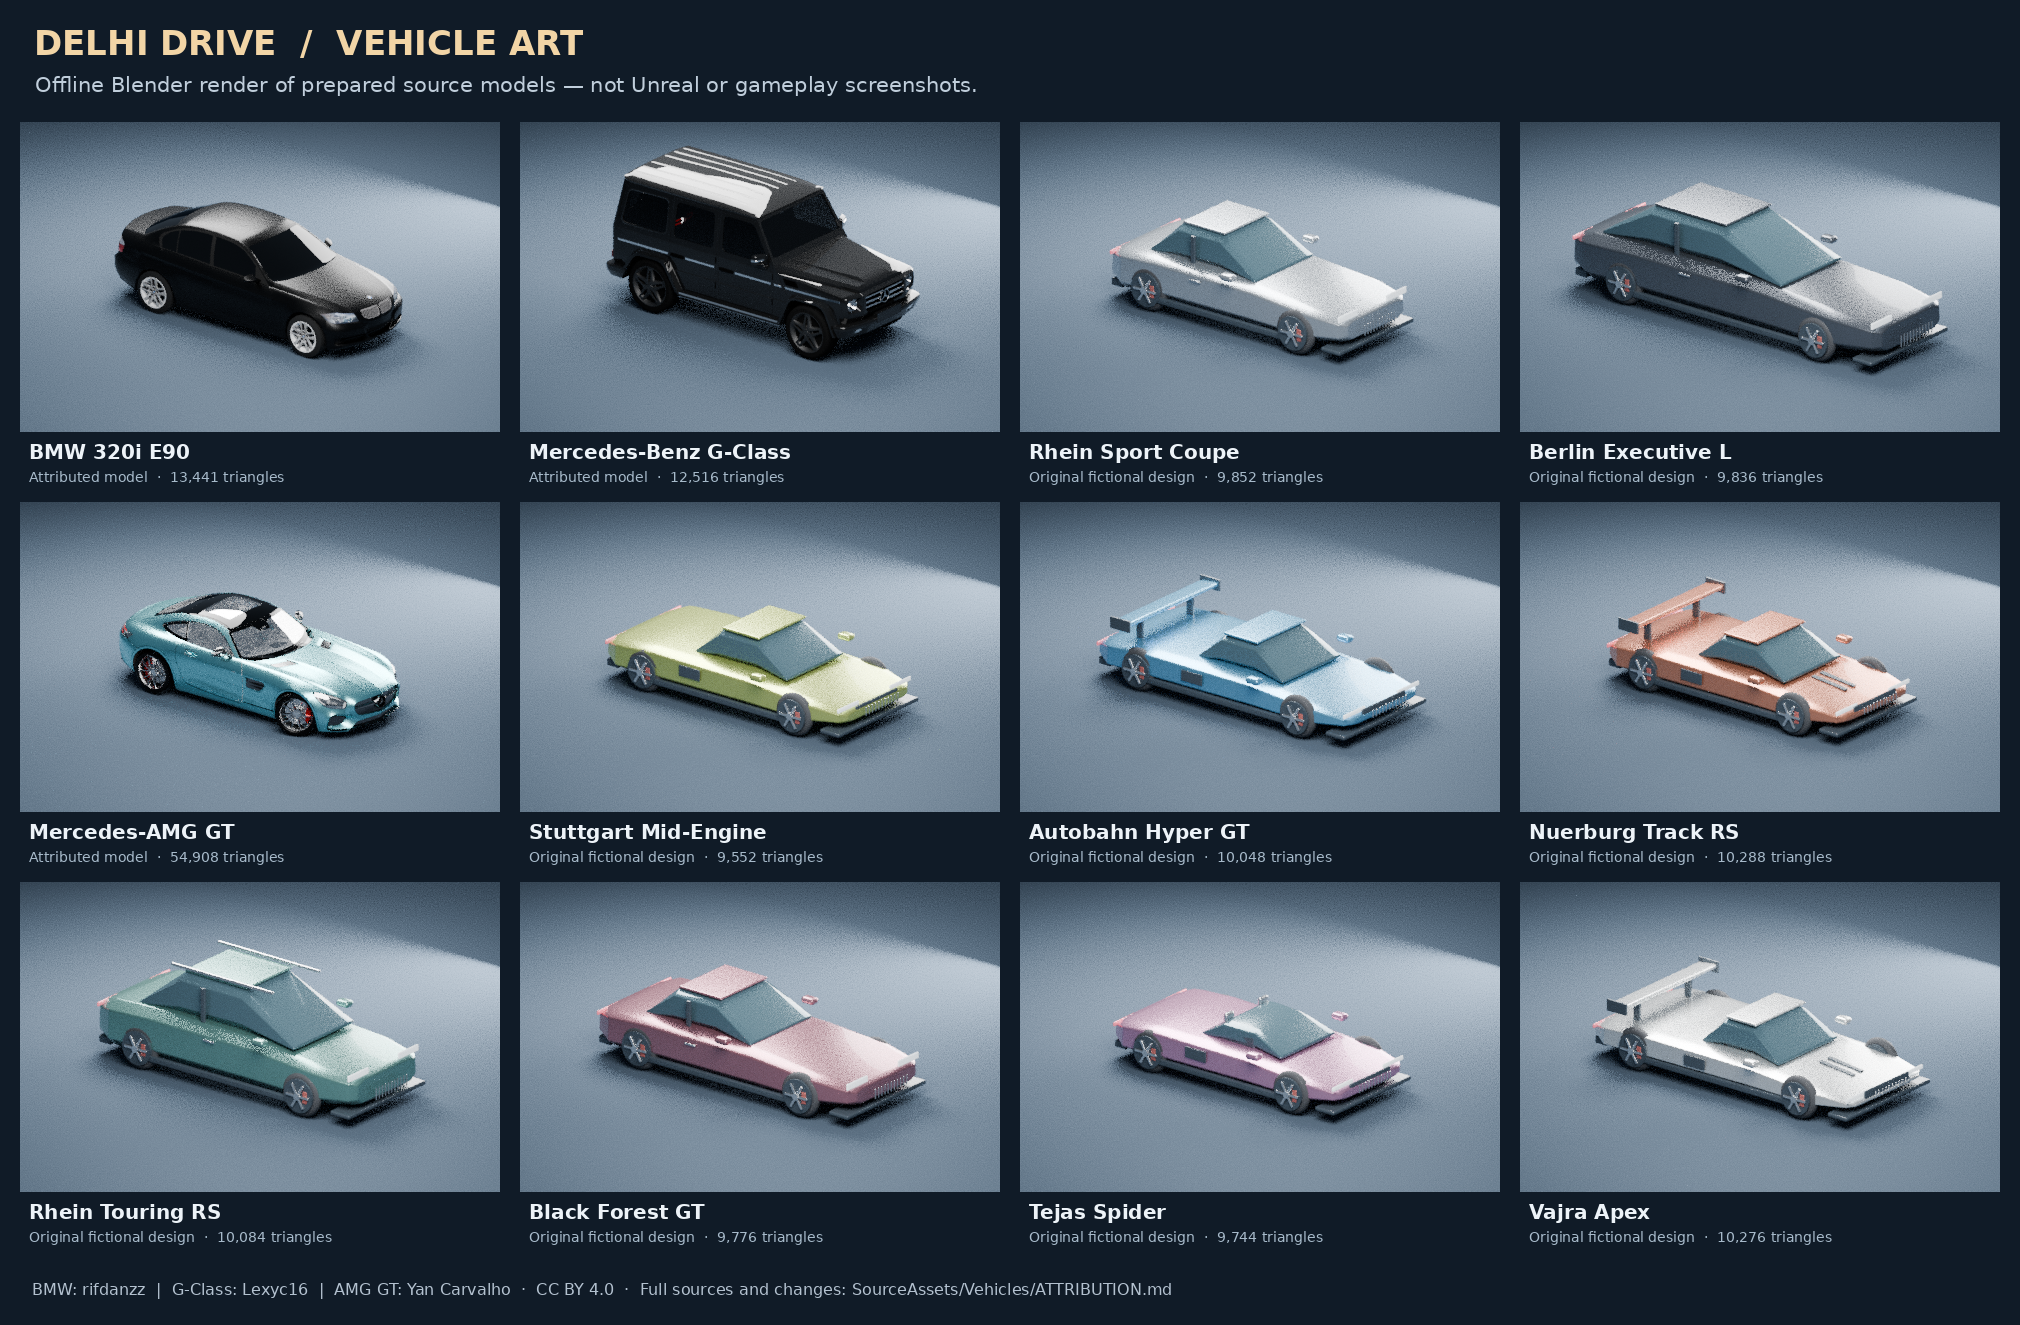 DELHI DRIVE / VEHICLE ART
Offline Blender render of prepared source models — not Unreal or gameplay screenshots.
BMW 320i E90
Attributed model · 13,441 triangles
Mercedes-Benz G-Class
Attributed model · 12,516 triangles
Rhein Sport Coupe
Original fictional design · 9,852 triangles
Berlin Executive L
Original fictional design · 9,836 triangles
Mercedes-AMG GT
Attributed model · 54,908 triangles
Stuttgart Mid-Engine
Original fictional design · 9,552 triangles
Autobahn Hyper GT
Original fictional design · 10,048 triangles
Nuerburg Track RS
Original fictional design · 10,288 triangles
Rhein Touring RS
Original fictional design · 10,084 triangles
Black Forest GT
Original fictional design · 9,776 triangles
Tejas Spider
Original fictional design · 9,744 triangles
Vajra Apex
Original fictional design · 10,276 triangles
BMW: rifdanzz | G-Class: Lexyc16 | AMG GT: Yan Carvalho · CC BY 4.0 · Full sources and changes: SourceAssets/Vehicles/ATTRIBUTION.md